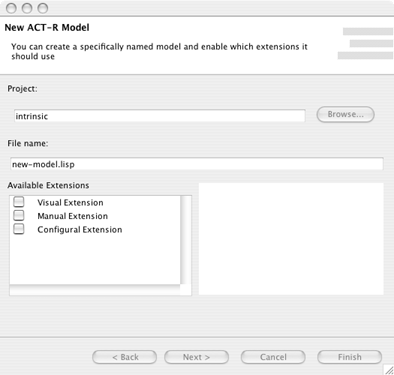 New ACT-R Model
You can create a specifically named model and enable which extensions it
should use
Project:
intrinsic
Browse...
File name:
new-model.lisp
Available Extensions
Visual Extension
Manual Extension
Configural Extension
< Back
Next >
Cancel
Finish